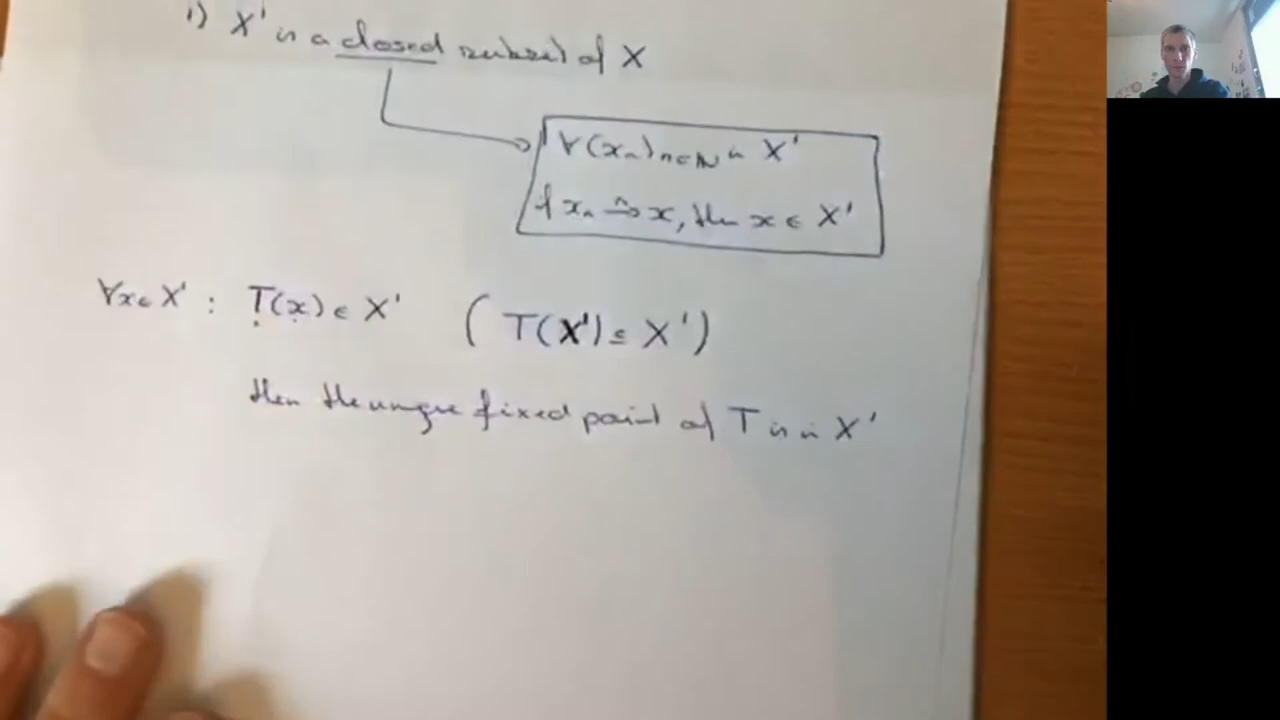 i) X' is a closed subset of X
∀(xₙ)ₙ∈ℕ in X'
if xₙ →ⁿ x, then x ∈ X'
∀x∈X' : T(x) ∈ X' ( T(X') ⊆ X' )
then the unique fixed point of T is in X'